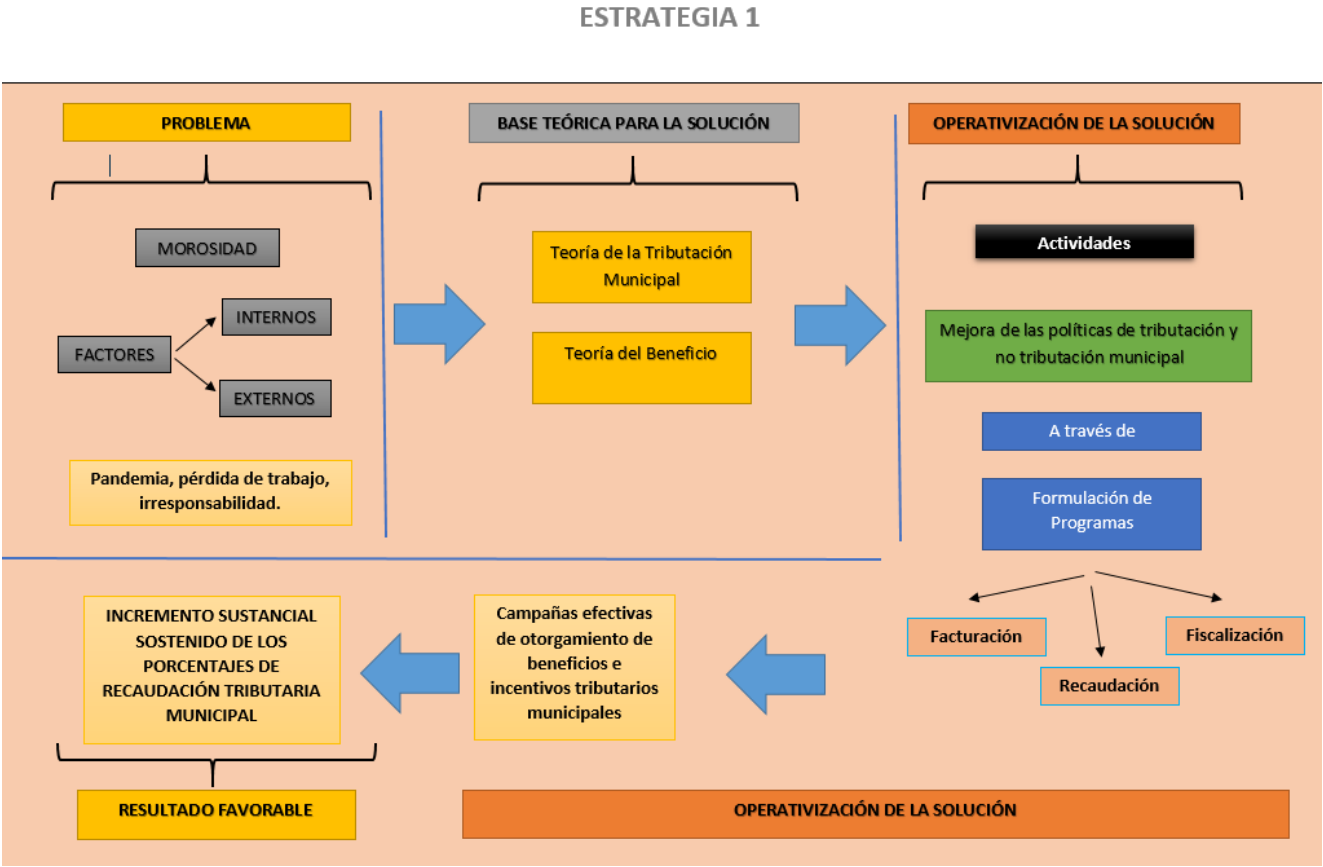 ESTRATEGIA 1
PROBLEMA
MOROSIDAD
FACTORES
INTERNOS
EXTERNOS
Pandemia, pérdida de trabajo,
irresponsabilidad.
BASE TEÓRICA PARA LA SOLUCIÓN
Teoría de la Tributación
Municipal
Teoría del Beneficio
OPERATIVIZACIÓN DE LA SOLUCIÓN
Actividades
Mejora de las políticas de tributación y
no tributación municipal
A través de
Formulación de
Programas
Facturación
Recaudación
Fiscalización
Campañas efectivas
de otorgamiento de
beneficios e
incentivos tributarios
municipales
OPERATIVIZACIÓN DE LA SOLUCIÓN
INCREMENTO SUSTANCIAL
SOSTENIDO DE LOS
PORCENTAJES DE
RECAUDACIÓN TRIBUTARIA
MUNICIPAL
RESULTADO FAVORABLE